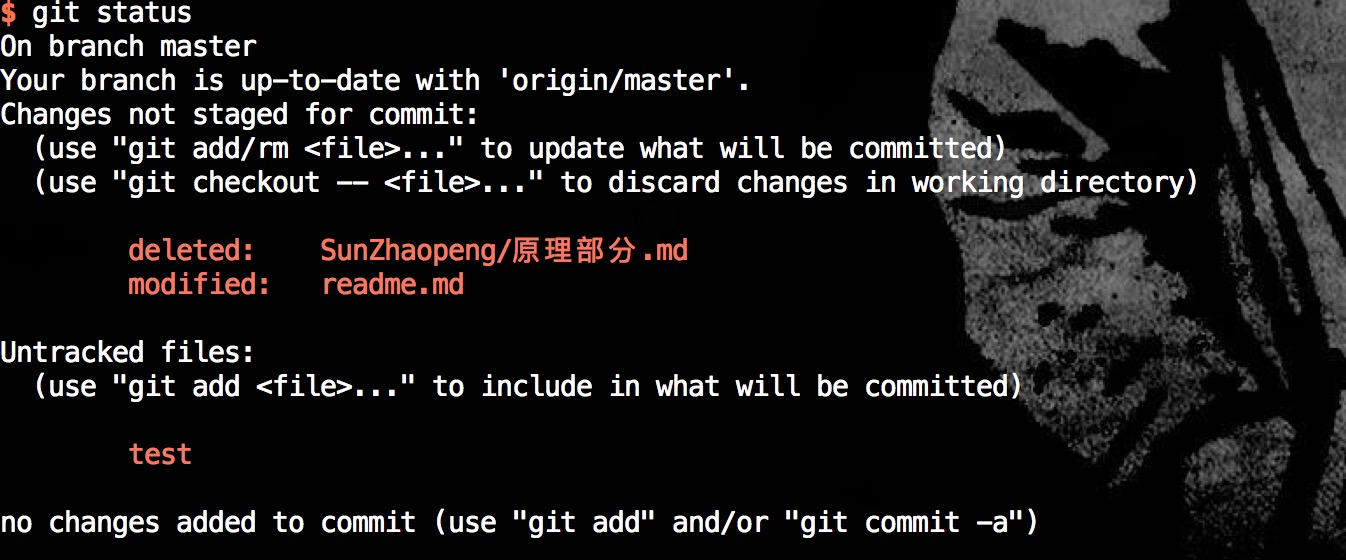 $ git status
On branch master
Your branch is up-to-date with 'origin/master'.
Changes not staged for commit:
  (use "git add/rm <file>..." to update what will be committed)
  (use "git checkout -- <file>..." to discard changes in working directory)

        deleted:    SunZhaopeng/原理部分.md
        modified:   readme.md

Untracked files:
  (use "git add <file>..." to include in what will be committed)

        test

no changes added to commit (use "git add" and/or "git commit -a")